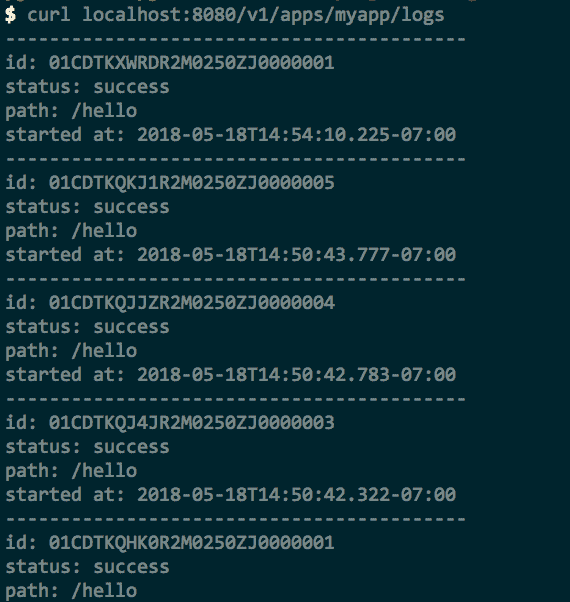 $ curl localhost:8080/v1/apps/myapp/logs
------------------------------------------
id: 01CDTKXWRDR2M0250ZJ0000001
status: success
path: /hello
started at: 2018-05-18T14:54:10.225-07:00
------------------------------------------
id: 01CDTKQKJ1R2M0250ZJ0000005
status: success
path: /hello
started at: 2018-05-18T14:50:43.777-07:00
------------------------------------------
id: 01CDTKQJJZR2M0250ZJ0000004
status: success
path: /hello
started at: 2018-05-18T14:50:42.783-07:00
------------------------------------------
id: 01CDTKQJ4JR2M0250ZJ0000003
status: success
path: /hello
started at: 2018-05-18T14:50:42.322-07:00
------------------------------------------
id: 01CDTKQHK0R2M0250ZJ0000001
status: success
path: /hello